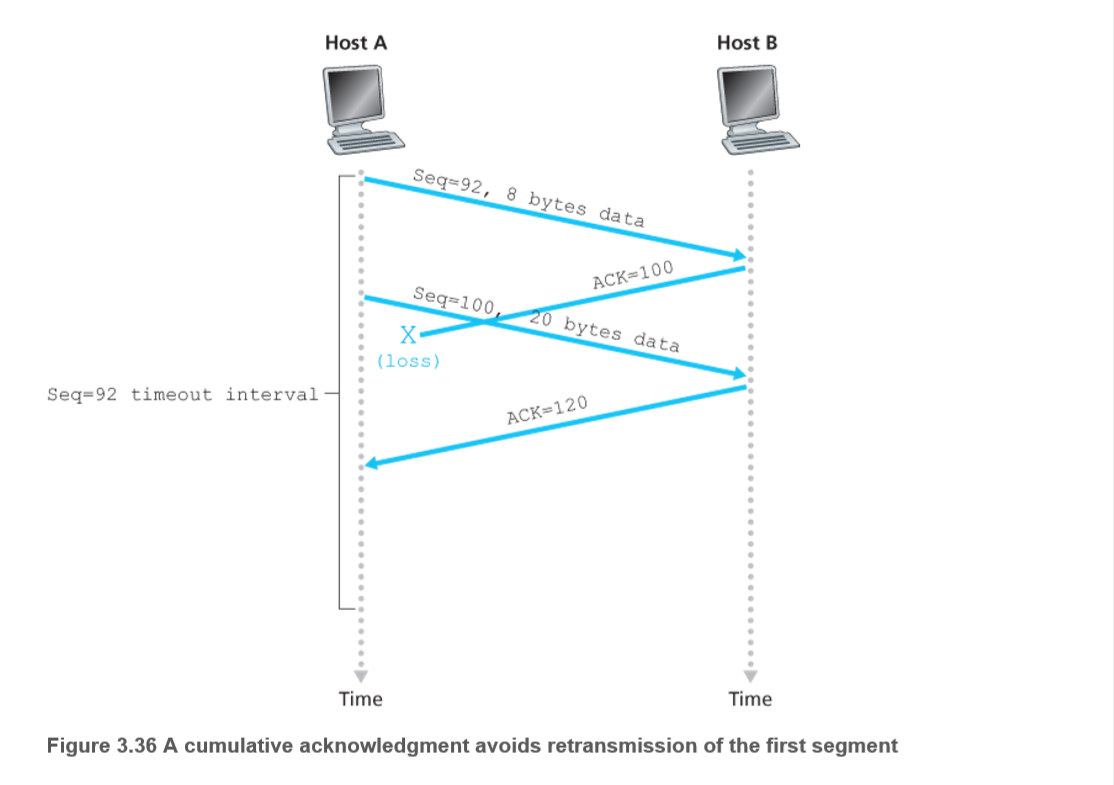 Host A
Host B
Seq=92, 8 bytes data
ACK=100
Seq=100, 20 bytes data
X
(loss)
Seq=92 timeout interval
ACK=120
Time
Time
Figure 3.36 A cumulative acknowledgment avoids retransmission of the first segment